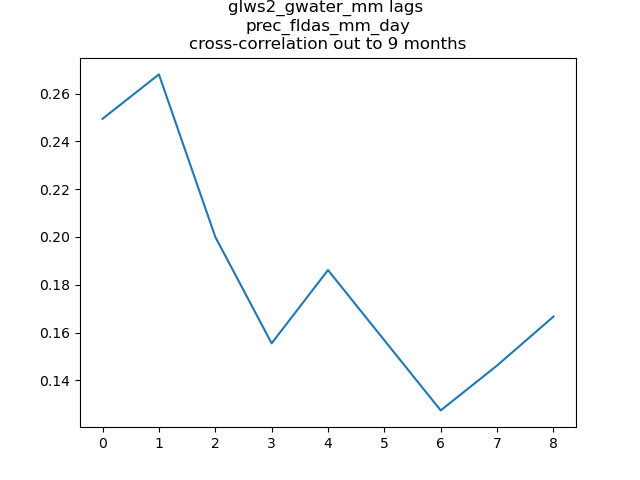 glws2_gwater_mm lags
prec_fldas_mm_day
cross-correlation out to 9 months
0.26
0.24
0.22
0.20
0.18
0.16
0.14
0 1 2 3 4 5 6 7 8